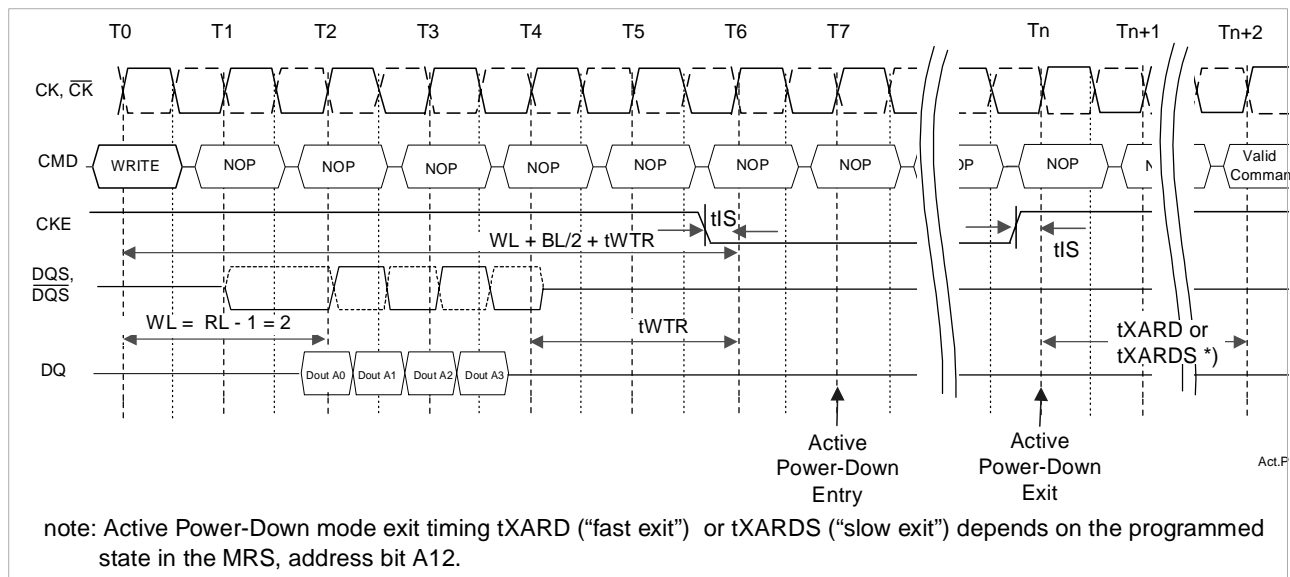 T0 T1 T2 T3 T4 T5 T6 T7 Tn Tn+1 Tn+2
CK, CK
CMD WRITE NOP NOP NOP NOP NOP NOP NOP OP NOP N Valid
Comman
CKE tIS
WL + BL/2 + tWTR tIS
DQS,
DQS
WL = RL - 1 = 2 tWTR tXARD or
tXARDS *)
DQ Dout A0 Dout A1 Dout A2 Dout A3
Active Active
Power-Down Power-Down
Entry Exit
Act.P
note: Active Power-Down mode exit timing tXARD (“fast exit”) or tXARDS (“slow exit”) depends on the programmed
state in the MRS, address bit A12.